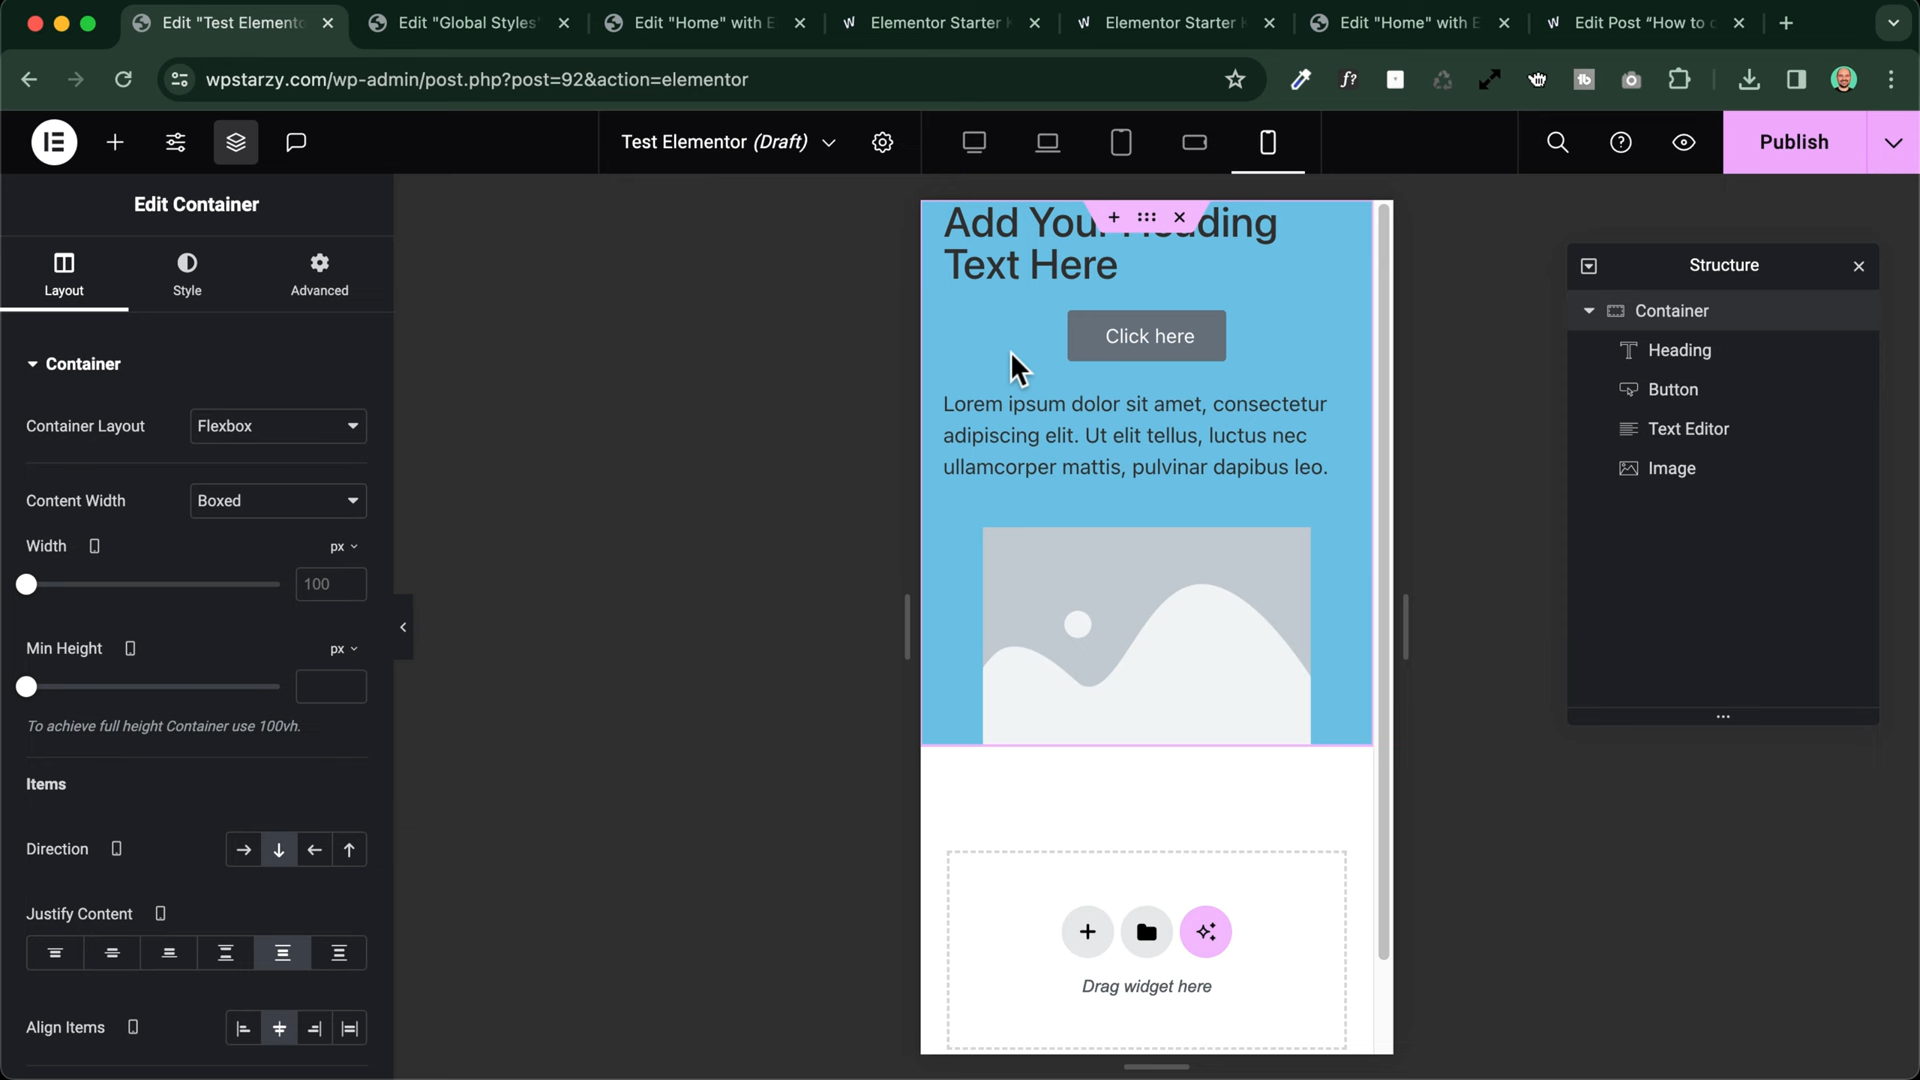 Edit "Test Elemento
Edit "Global Styles"
Edit "Home" with E
Elementor Starter K
Elementor Starter K
Edit "Home" with E
Edit Post “How to c
wpstarzy.com/wp-admin/post.php?post=92&action=elementor
Test Elementor (Draft)
Publish
Edit Container
Layout
Style
Advanced
Container
Container Layout
Flexbox
Content Width
Boxed
Width
px
100
Min Height
px
To achieve full height Container use 100vh.
Items
Direction
Justify Content
Align Items
Add Your Heading
Text Here
Click here
Lorem ipsum dolor sit amet, consectetur
adipiscing elit. Ut elit tellus, luctus nec
ullamcorper mattis, pulvinar dapibus leo.
Drag widget here
Structure
Container
Heading
Button
Text Editor
Image